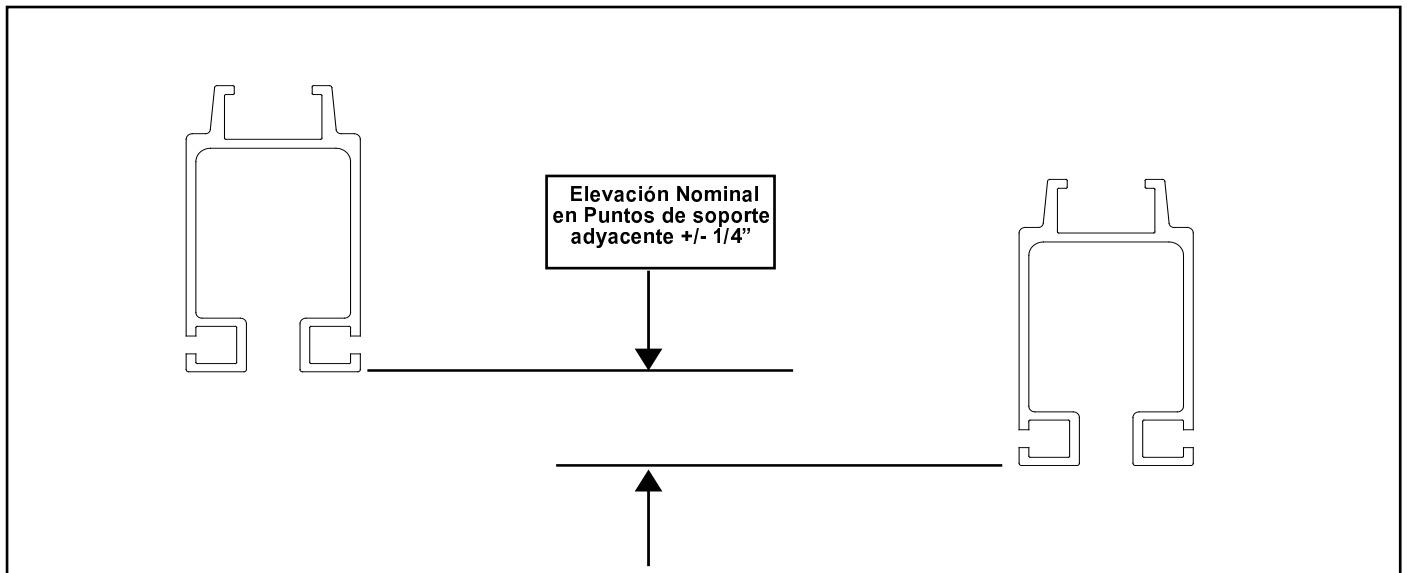 Elevación Nominal
en Puntos de soporte
adyacente +/- 1/4”